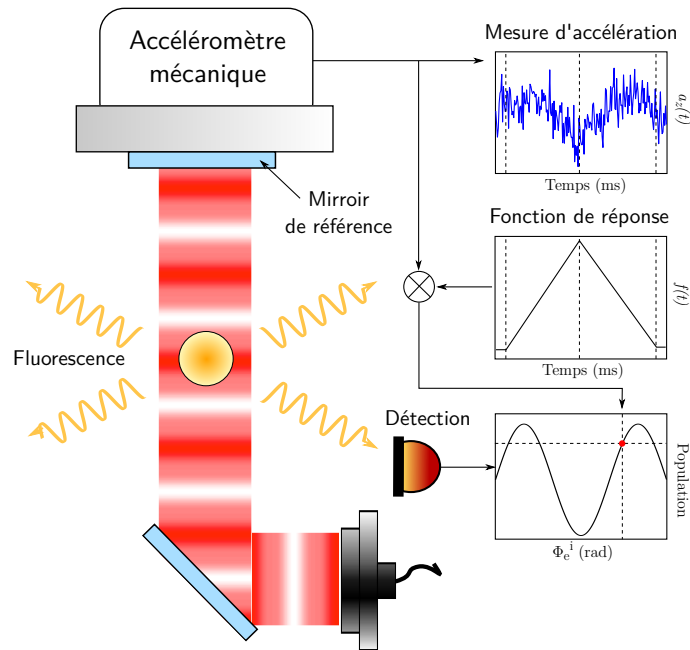 Accéléromètre
mécanique
Mesure d'accélération
a_z(t)
Temps (ms)
Mirroir
de référence
Fonction de réponse
f(t)
Temps (ms)
Fluorescence
Détection
Population
Φ_e^i (rad)